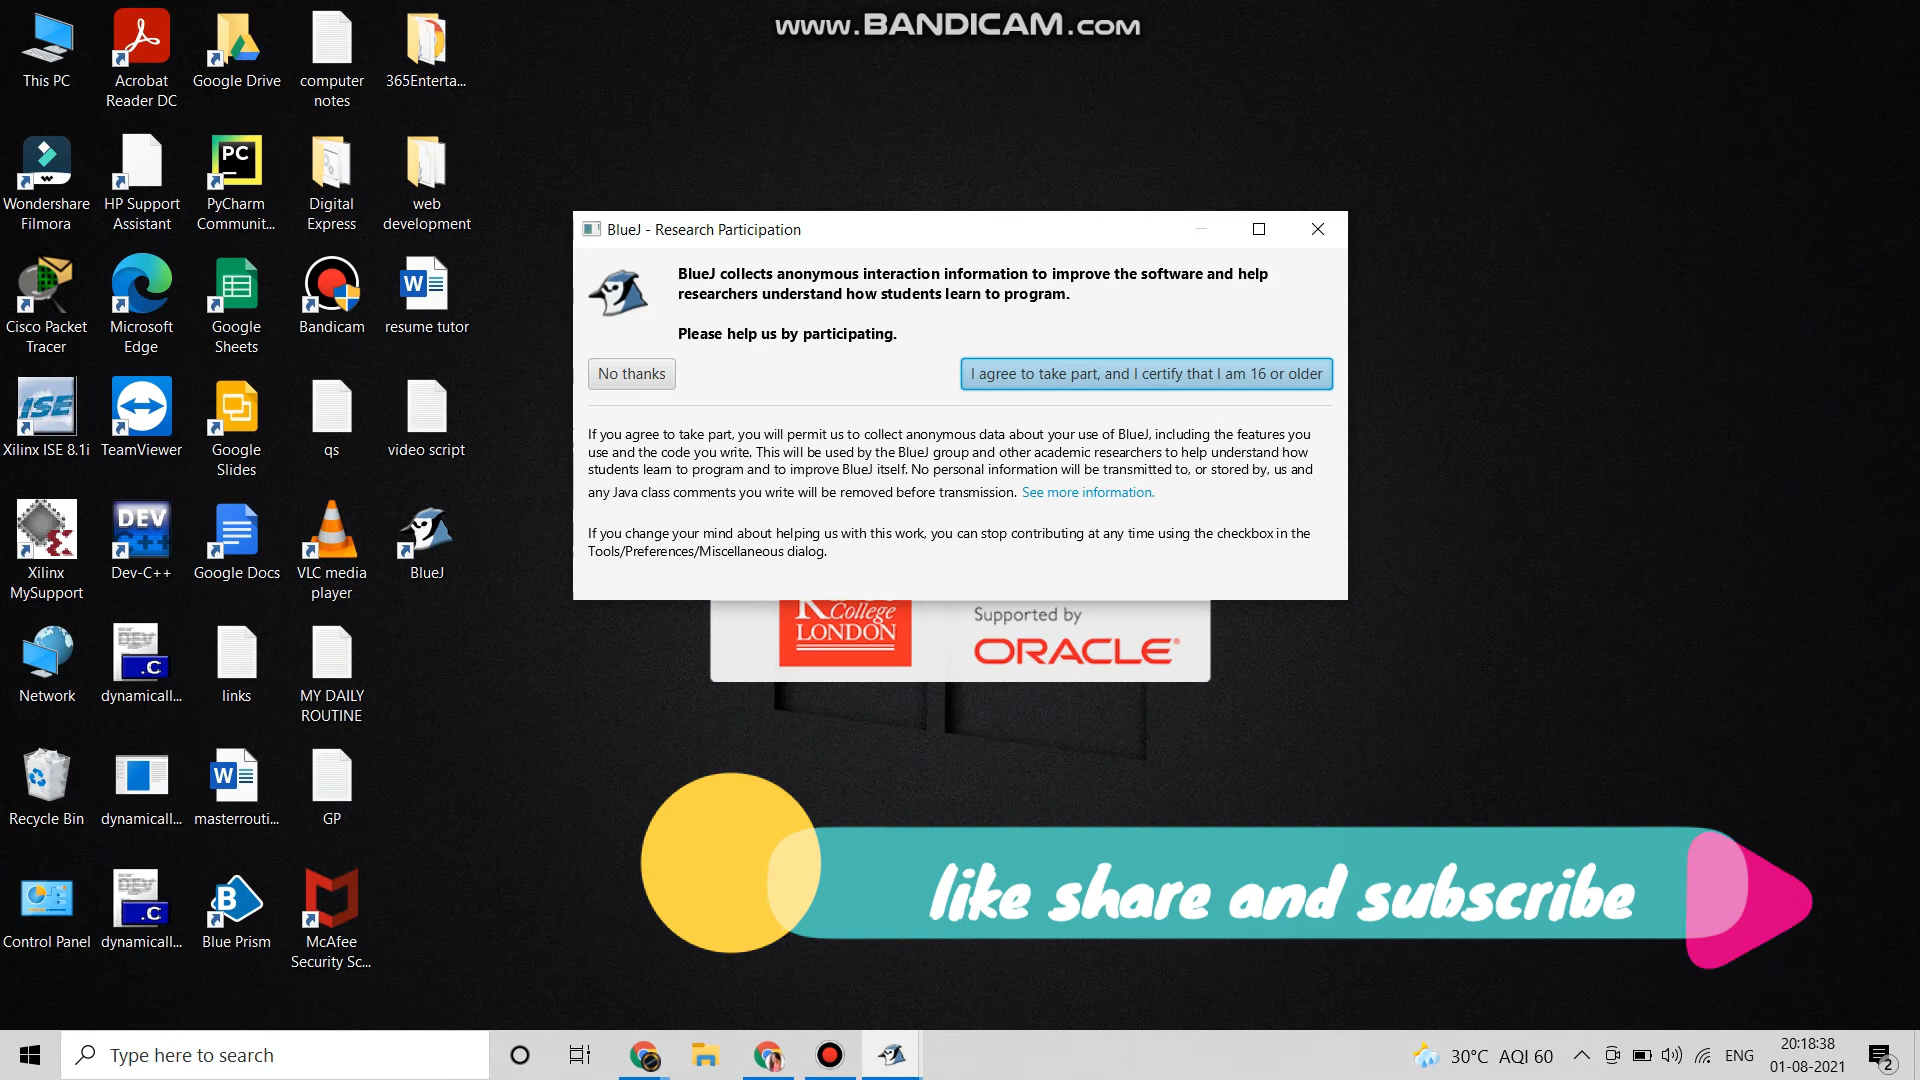 www.BANDICAM.com
This PC
Acrobat
Reader DC
Google Drive
computer
notes
365Enterta...
Wondershare
Filmora
HP Support
Assistant
PC
PyCharm
Communit...
Digital
Express
web
development
Cisco Packet
Tracer
Microsoft
Edge
Google
Sheets
Bandicam
W
resume tutor
ISE
Xilinx ISE 8.1i
TeamViewer
Google
Slides
qs
video script
Xilinx
MySupport
DEV
C++
Dev-C++
Google Docs
VLC media
player
BlueJ
Network
DEV
.C
dynamicall...
links
MY DAILY
ROUTINE
Recycle Bin
dynamicall...
W
masterrouti...
GP
Control Panel
DEV
.C
dynamicall...
B
Blue Prism
McAfee
Security Sc...
BlueJ - Research Participation
BlueJ collects anonymous interaction information to improve the software and help
researchers understand how students learn to program.
Please help us by participating.
No thanks
I agree to take part, and I certify that I am 16 or older
If you agree to take part, you will permit us to collect anonymous data about your use of BlueJ, including the features you
use and the code you write. This will be used by the BlueJ group and other academic researchers to help understand how
students learn to program and to improve BlueJ itself. No personal information will be transmitted to, or stored by, us and
any Java class comments you write will be removed before transmission. See more information.
If you change your mind about helping us with this work, you can stop contributing at any time using the checkbox in the
Tools/Preferences/Miscellaneous dialog.
College
LONDON
Supported by
ORACLE
like share and subscribe
Type here to search
30°C AQI 60
ENG
20:18:38
01-08-2021
2